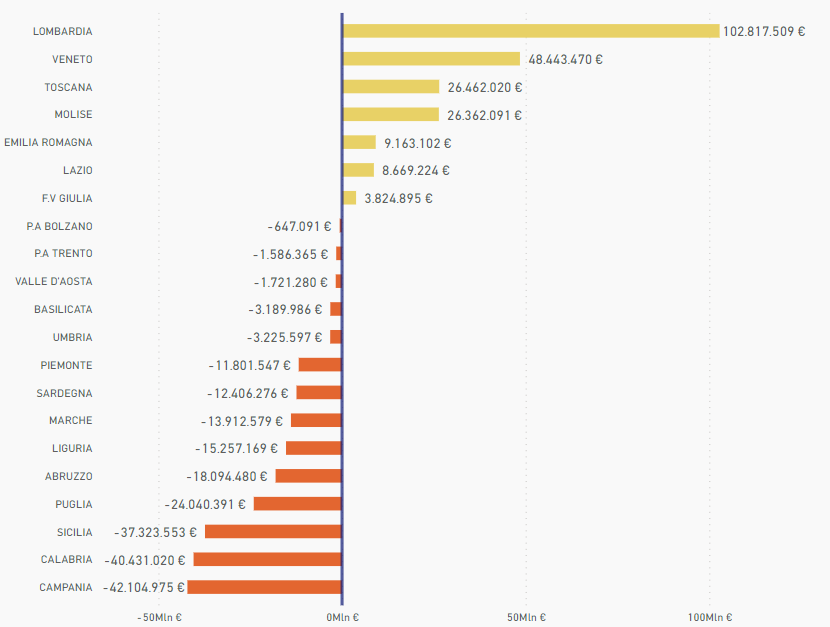 LOMBARDIA 102.817.509 €
VENETO 48.443.470 €
TOSCANA 26.462.020 €
MOLISE 26.362.091 €
EMILIA ROMAGNA 9.163.102 €
LAZIO 8.669.224 €
F.V GIULIA 3.824.895 €
P.A BOLZANO -647.091 €
P.A TRENTO -1.586.365 €
VALLE D'AOSTA -1.721.280 €
BASILICATA -3.189.986 €
UMBRIA -3.225.597 €
PIEMONTE -11.801.547 €
SARDEGNA -12.406.276 €
MARCHE -13.912.579 €
LIGURIA -15.257.169 €
ABRUZZO -18.094.480 €
PUGLIA -24.040.391 €
SICILIA -37.323.553 €
CALABRIA -40.431.020 €
CAMPANIA -42.104.975 €
-50Mln € 0Mln € 50Mln € 100Mln €